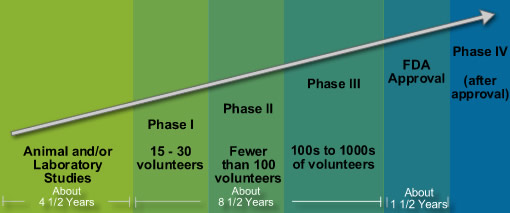 Animal and/or
Laboratory
Studies
About
4 1/2 Years
Phase I
15 - 30
volunteers
Phase II
Fewer
than 100
volunteers
Phase III
100s to 1000s
of volunteers
About
8 1/2 Years
FDA
Approval
About
1 1/2 Years
Phase IV
(after
approval)